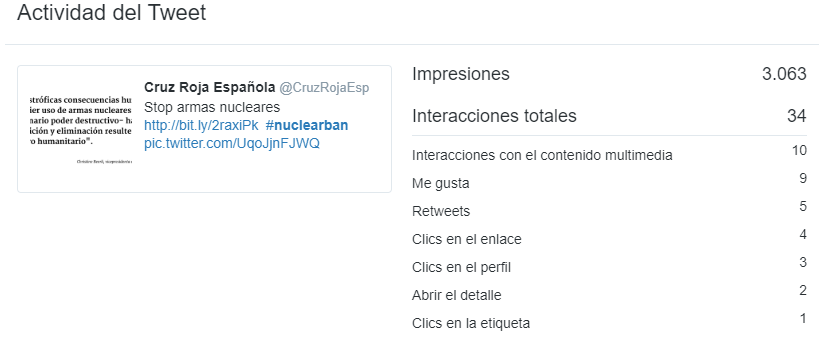 Actividad del Tweet
Cruz Roja Española @CruzRojaEsp
Stop armas nucleares
http://bit.ly/2raxiPk #nuclearban
pic.twitter.com/UqoJjnFJWQ
stróficas consecuencias hu
ier uso de armas nucleares
nario poder destructivo- ha
ición y eliminación resulte
o humanitario".
Impresiones 3.063
Interacciones totales 34
Interacciones con el contenido multimedia 10
Me gusta 9
Retweets 5
Clics en el enlace 4
Clics en el perfil 3
Abrir el detalle 2
Clics en la etiqueta 1